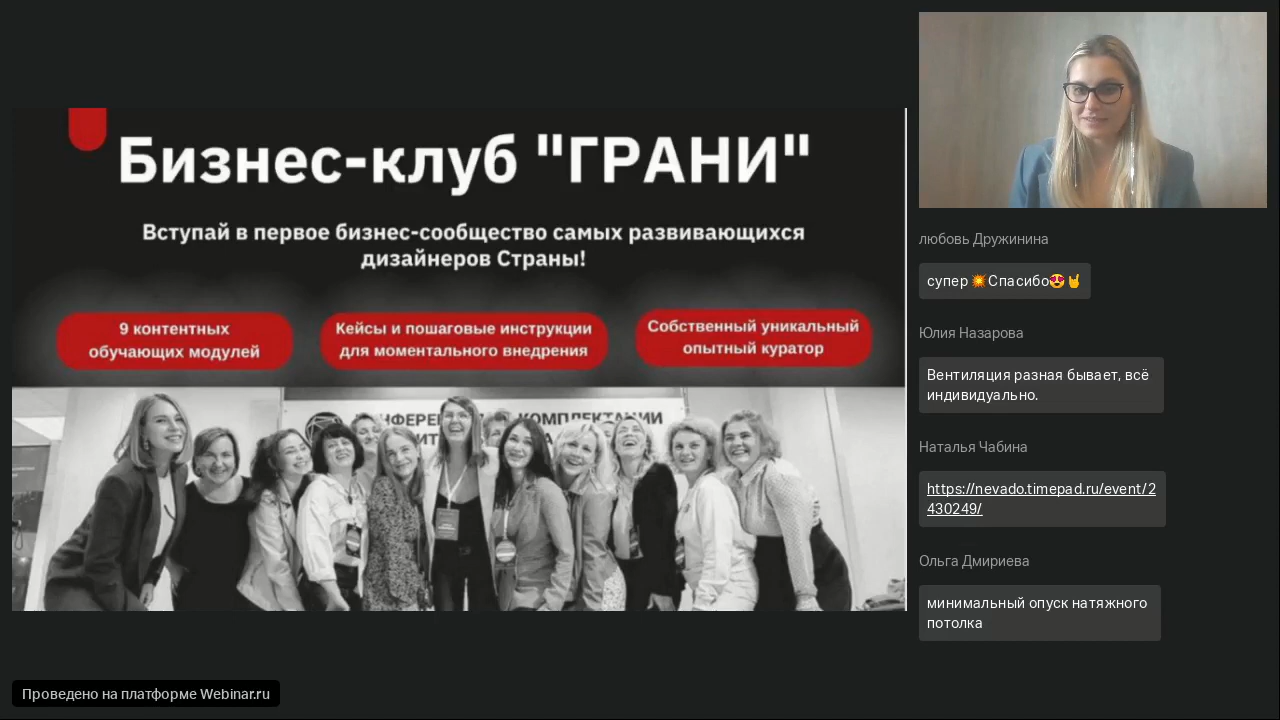 Бизнес-клуб "ГРАНИ"
Вступай в первое бизнес-сообщество самых развивающихся
дизайнеров Страны!
9 контентных
обучающих модулей
Кейсы и пошаговые инструкции
для моментального внедрения
Собственный уникальный
опытный куратор
КОМПЛЕКТАЦИИ
любовь Дружинина
супер 💥Спасибо😍🤘
Юлия Назарова
Вентиляция разная бывает, всё
индивидуально.
Наталья Чабина
https://nevado.timepad.ru/event/2
430249/
Ольга Дмириева
минимальный опуск натяжного
потолка
Проведено на платформе Webinar.ru